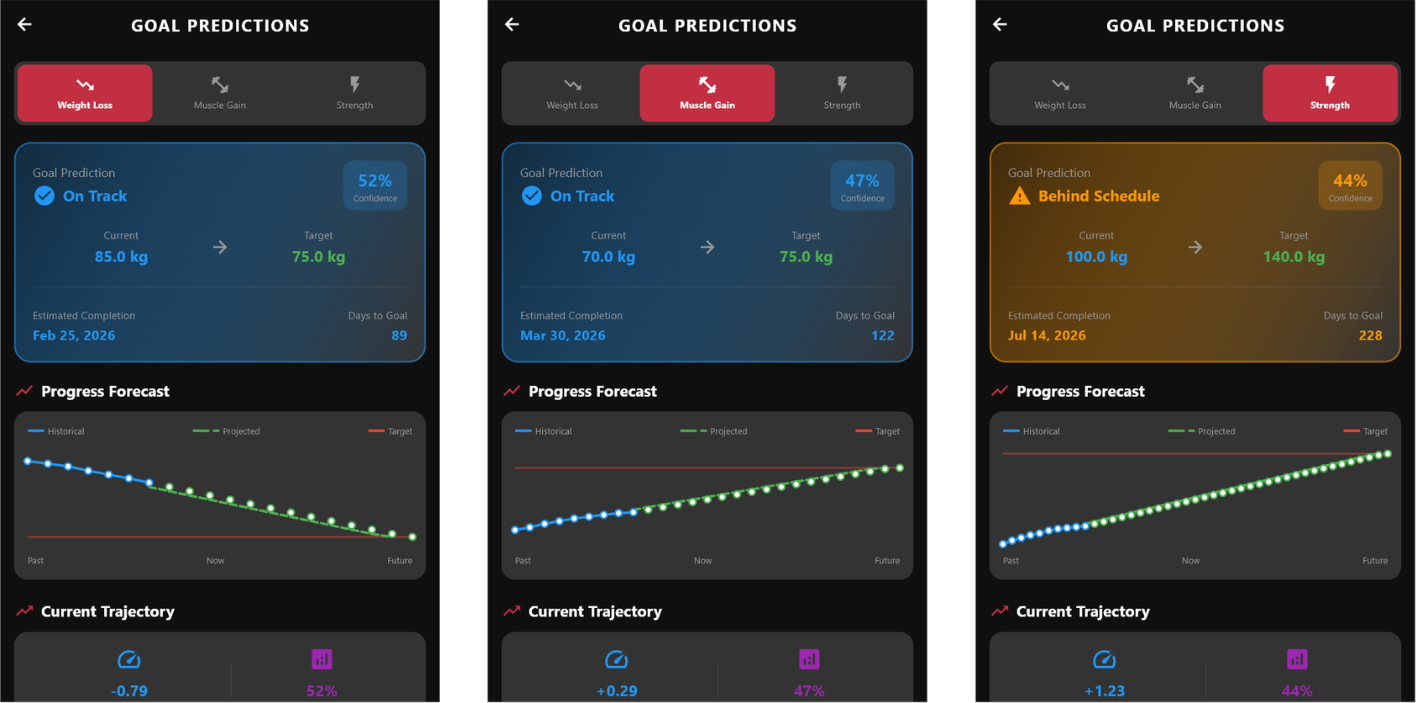 GOAL PREDICTIONS
Weight Loss Muscle Gain Strength
Goal Prediction
On Track
52%
Confidence
Current Target
85.0 kg 75.0 kg
Estimated Completion Days to Goal
Feb 25, 2026 89
Progress Forecast
Historical Projected Target
Past Now Future
Current Trajectory
-0.79 52%
GOAL PREDICTIONS
Weight Loss Muscle Gain Strength
Goal Prediction
On Track
47%
Confidence
Current Target
70.0 kg 75.0 kg
Estimated Completion Days to Goal
Mar 30, 2026 122
Progress Forecast
Historical Projected Target
Past Now Future
Current Trajectory
+0.29 47%
GOAL PREDICTIONS
Weight Loss Muscle Gain Strength
Goal Prediction
Behind Schedule
44%
Confidence
Current Target
100.0 kg 140.0 kg
Estimated Completion Days to Goal
Jul 14, 2026 228
Progress Forecast
Historical Projected Target
Past Now Future
Current Trajectory
+1.23 44%